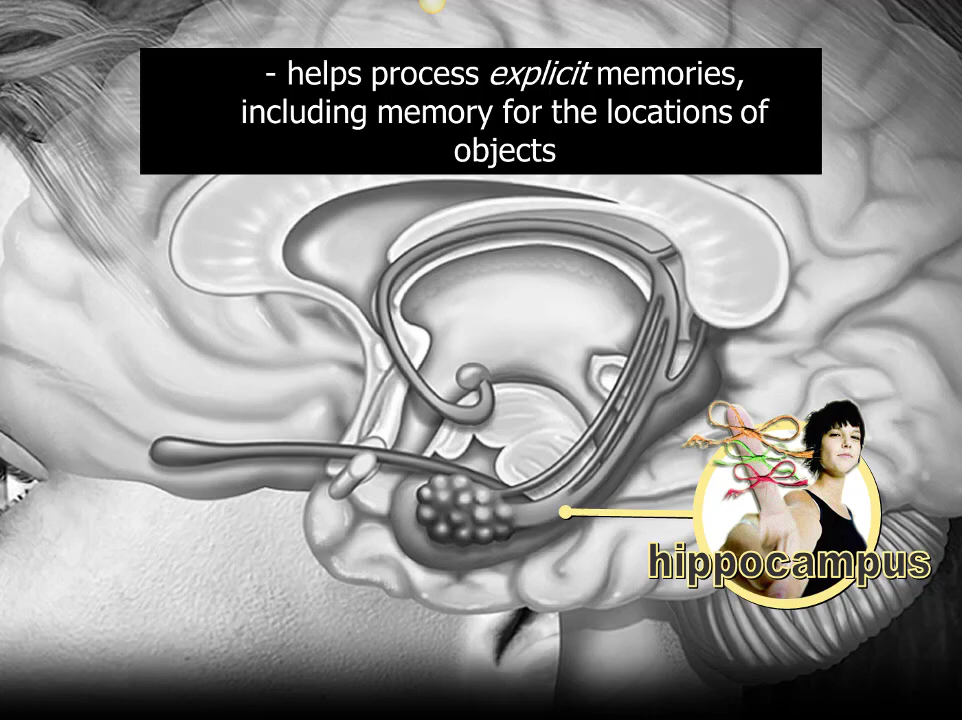 - helps process explicit memories,
including memory for the locations of
objects
hippocampus